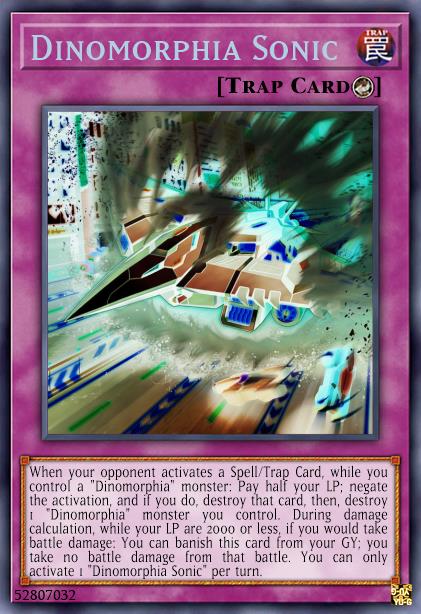 Dinomorphia Sonic
TRAP
罠
[Trap Card]
When your opponent activates a Spell/Trap Card, while you
control a "Dinomorphia" monster: Pay half your LP; negate
the activation, and if you do, destroy that card, then, destroy
1 "Dinomorphia" monster you control. During damage
calculation, while your LP are 2000 or less, if you would take
battle damage: You can banish this card from your GY; you
take no battle damage from that battle. You can only
activate 1 "Dinomorphia Sonic" per turn.
52807032